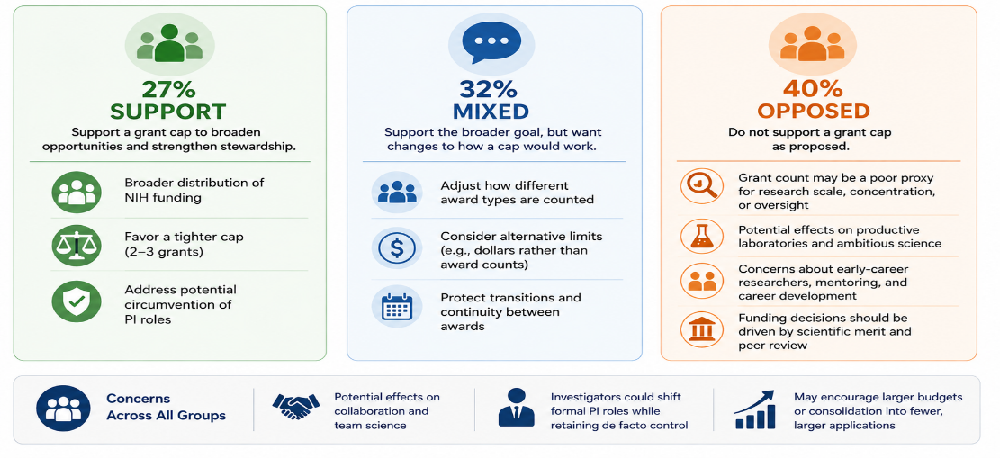 27%
SUPPORT
Support a grant cap to broaden
opportunities and strengthen stewardship.
Broader distribution of
NIH funding
Favor a tighter cap
(2–3 grants)
Address potential
circumvention of
PI roles
32%
MIXED
Support the broader goal, but want
changes to how a cap would work.
Adjust how different
award types are counted
$
Consider alternative limits
(e.g., dollars rather than
award counts)
Protect transitions and
continuity between
awards
40%
OPPOSED
Do not support a grant cap
as proposed.
Grant count may be a poor proxy
for research scale, concentration,
or oversight
Potential effects on productive
laboratories and ambitious science
Concerns about early-career
researchers, mentoring, and
career development
Funding decisions should be
driven by scientific merit and
peer review
Concerns
Across All Groups
Potential effects on
collaboration and
team science
Investigators could shift
formal PI roles while
retaining de facto control
May encourage larger budgets
or consolidation into fewer,
larger applications